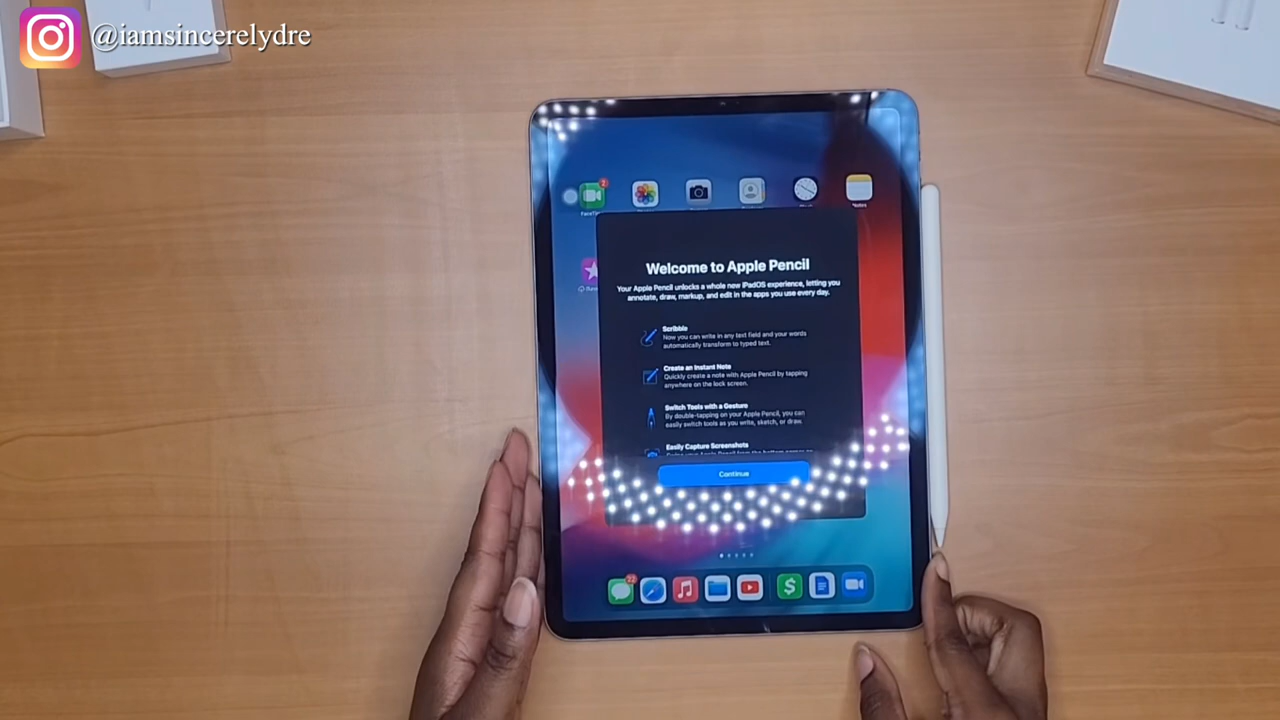 @iamsincerelydre
2
FaceTime
Notes
Welcome to Apple Pencil
Your Apple Pencil unlocks a whole new iPadOS experience, letting you
annotate, draw, markup, and edit in the apps you use every day.
Scribble
Now you can write in any text field and your words
automatically transform to typed text.
Create an Instant Note
Quickly create a note with Apple Pencil by tapping
anywhere on the lock screen.
Switch Tools with a Gesture
By double-tapping on your Apple Pencil, you can
easily switch tools as you write, sketch, or draw.
Easily Capture Screenshots
Continue
22
$